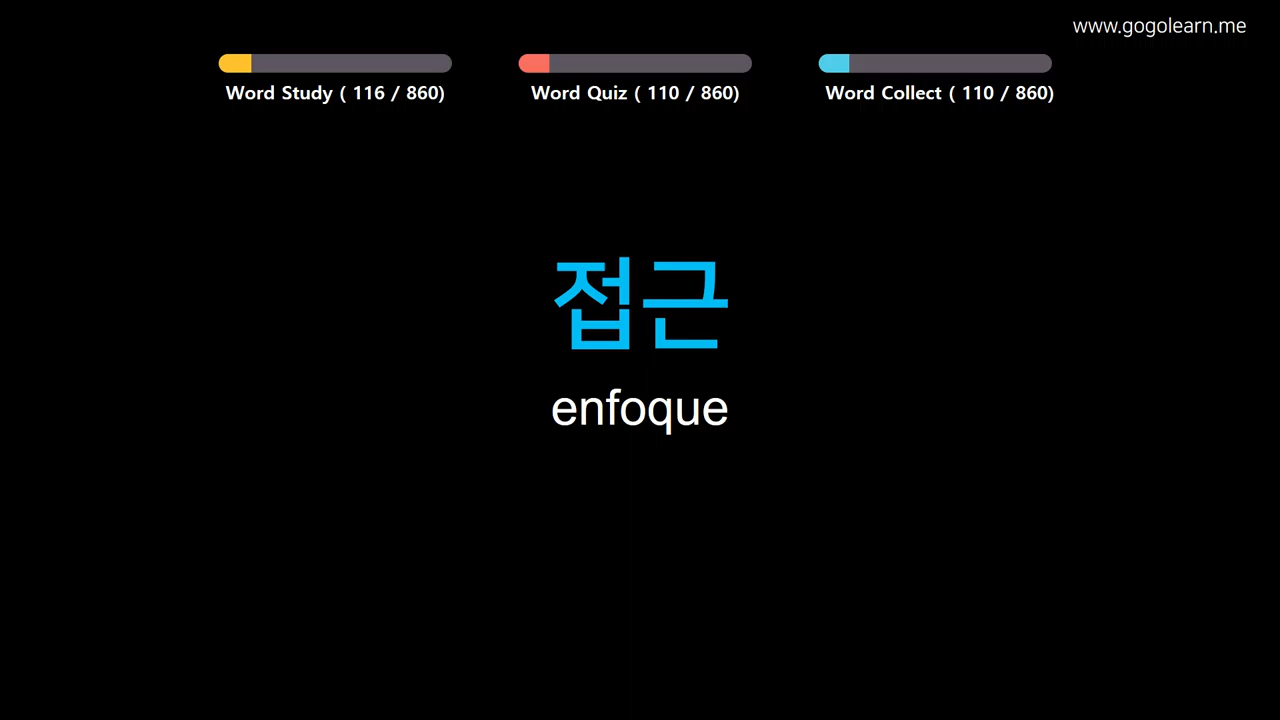 www.gogolearn.me
Word Study ( 116 / 860)
Word Quiz ( 110 / 860)
Word Collect ( 110 / 860)
접근
enfoque